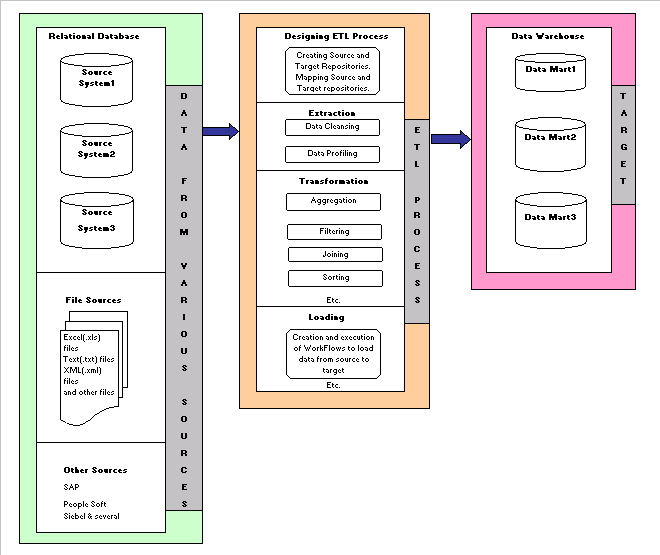 Relational Database
Source
System1
Source
System2
Source
System3
File Sources
Excel(.xls)
files
Text(.txt) files
XML(.xml)
files
and other files
Other Sources
SAP
People Soft
Siebel & several
DATA FROM VARIOUS SOURCES
Designing ETL Process
Creating Source and
Target Repositories.
Mapping Source and
Target repositories.
Extraction
Data Cleansing
Data Profiling
Transformation
Aggregation
Filtering
Joining
Sorting
Etc.
Loading
Creation and execution
of WorkFlows to load
data from source to
target
Etc.
ETL PROCESS
Data Warehouse
Data Mart1
Data Mart2
Data Mart3
TARGET